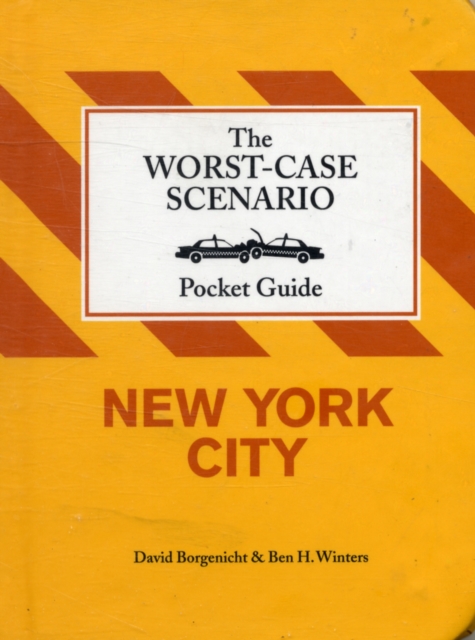 The
WORST-CASE
SCENARIO
Pocket Guide
NEW YORK
CITY
David Borgenicht & Ben H. Winters